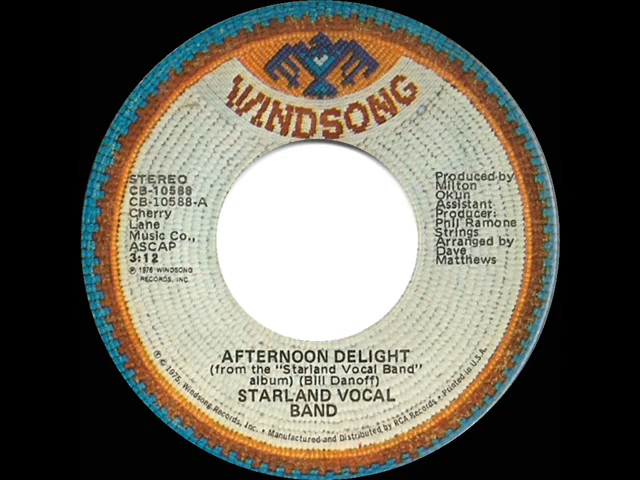 WINDSONG
STEREO
CB-10588
CB-10588-A
Cherry
Lane
Music Co.,
ASCAP
3:12
℗ 1976 WINDSONG
RECORDS, INC.
Produced by
Milton
Okun
Assistant
Producer:
Phil Ramone
Strings
Arranged by
Dave
Matthews
AFTERNOON DELIGHT
(from the "Starland Vocal Band"
album) (Bill Danoff)
STARLAND VOCAL
BAND
℗ © 1975, Windsong Records, Inc. • Manufactured and Distributed by RCA Records • Printed in U.S.A.